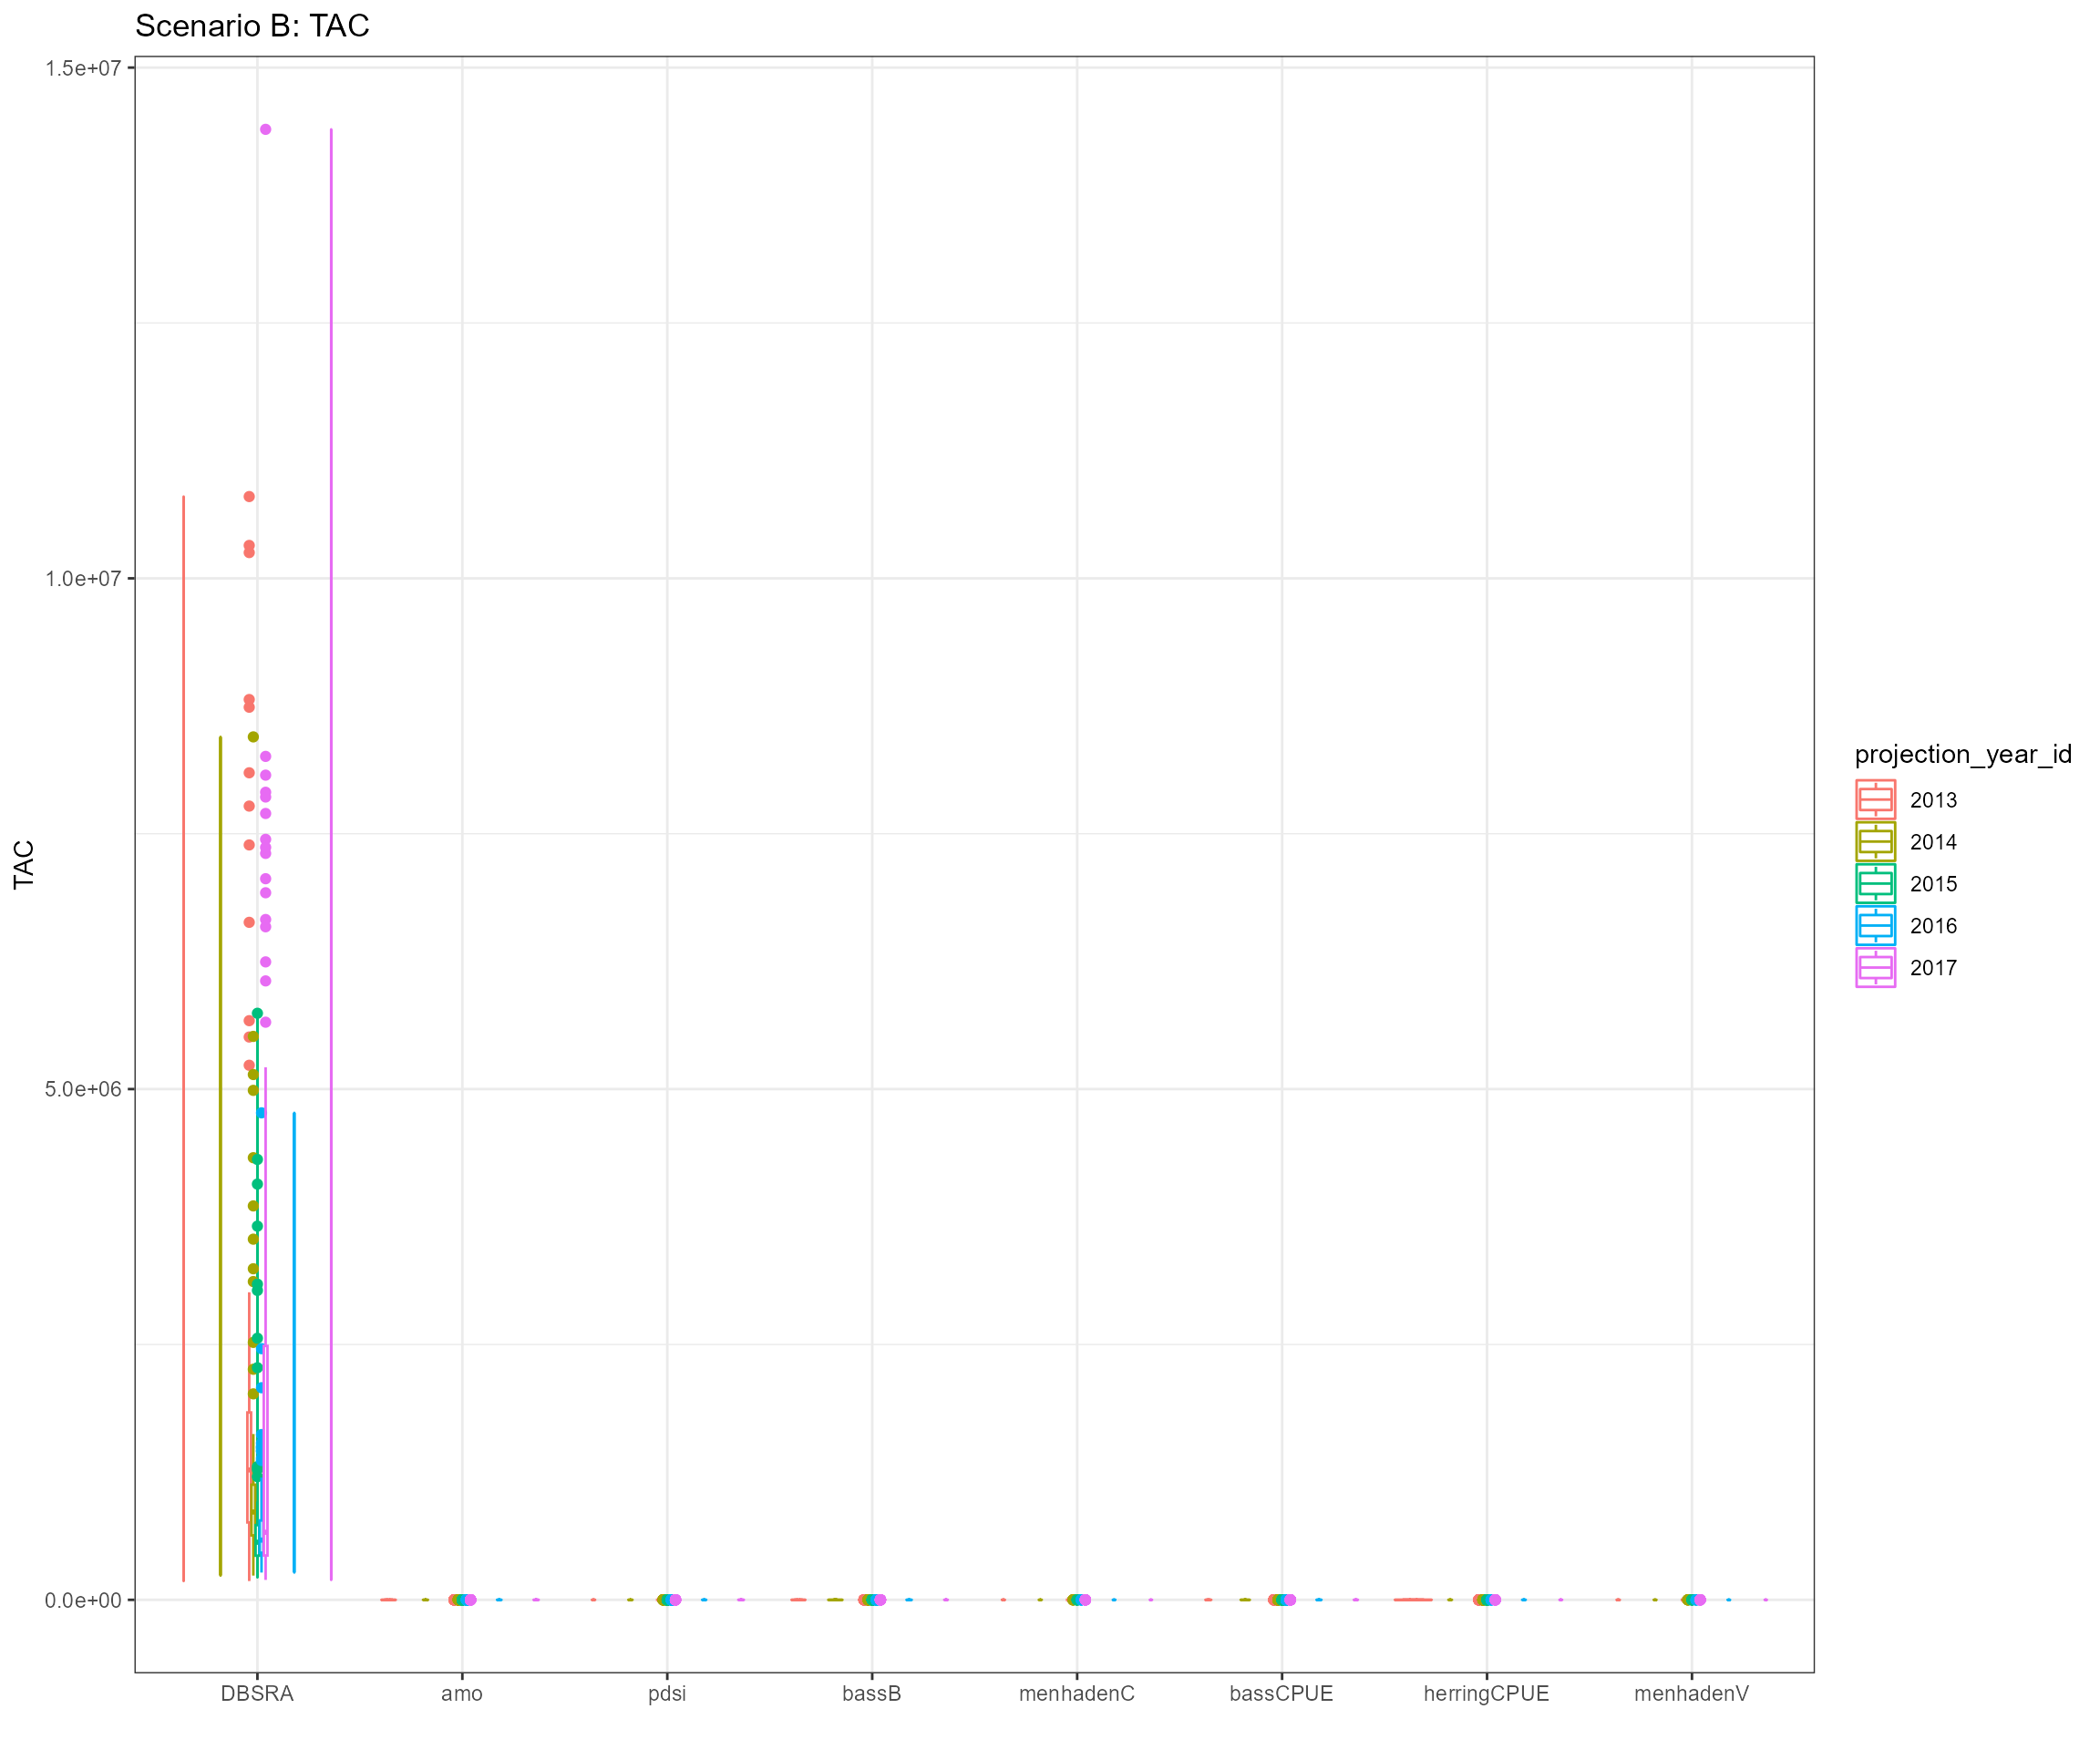 Scenario B: TAC
1.5e+07
1.0e+07
5.0e+06
0.0e+00
TAC
DBSRA amo pdsi bassB menhadenC bassCPUE herringCPUE menhadenV
projection_year_id
2013
2014
2015
2016
2017